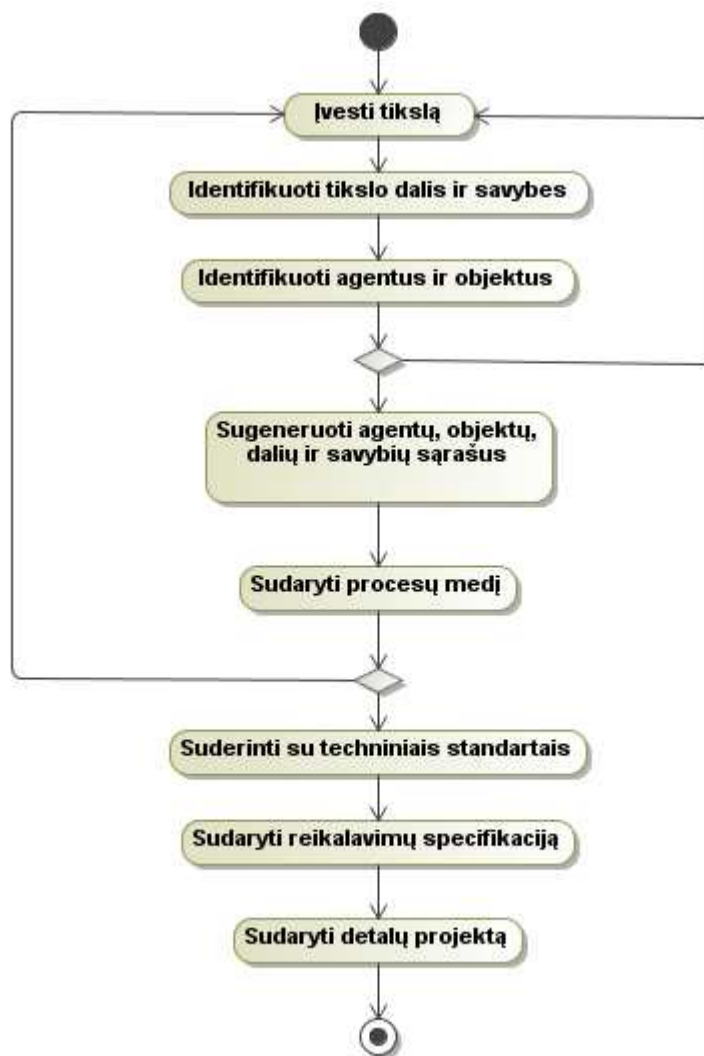 Įvesti tikslą
Identifikuoti tikslo dalis ir savybes
Identifikuoti agentus ir objektus
Sugeneruoti agentų, objektų,
dalių ir savybių sąrašus
Sudaryti procesų medį
Suderinti su techniniais standartais
Sudaryti reikalavimų specifikaciją
Sudaryti detalų projektą